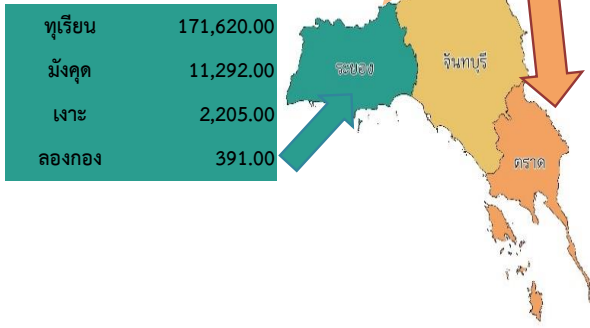 ทุเรียน 171,620.00
มังคุด 11,292.00
เงาะ 2,205.00
ลองกอง 391.00
ระยอง
จันทบุรี
ตราด